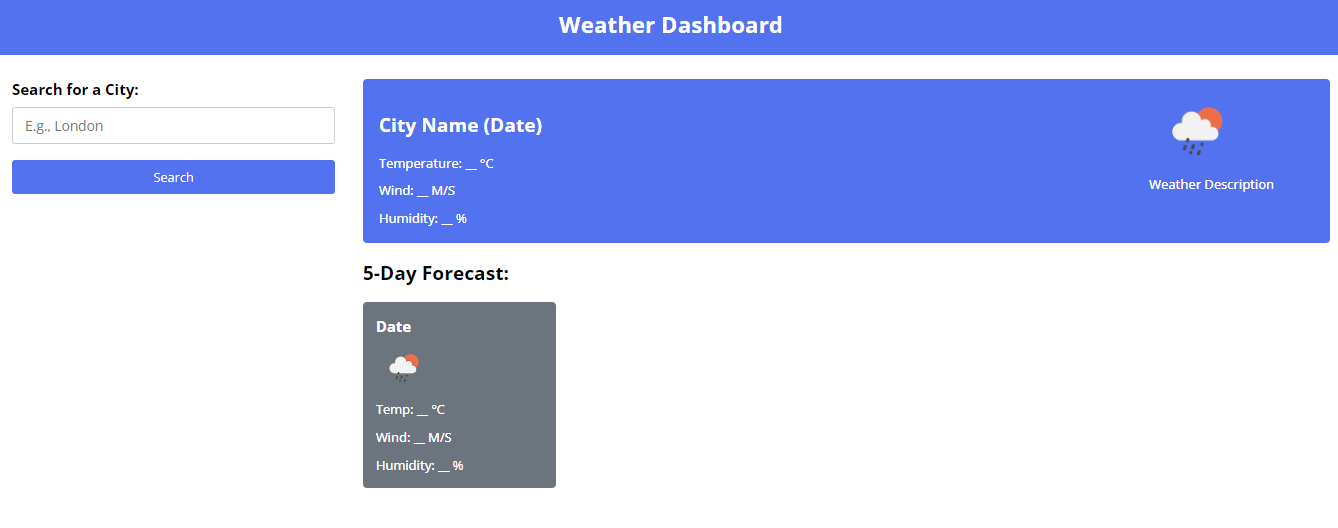 Weather Dashboard
Search for a City:
E.g., London
Search
City Name (Date)
Temperature: __ °C
Wind: __ M/S
Humidity: __ %
Weather Description
5-Day Forecast:
Date
Temp: __ °C
Wind: __ M/S
Humidity: __ %